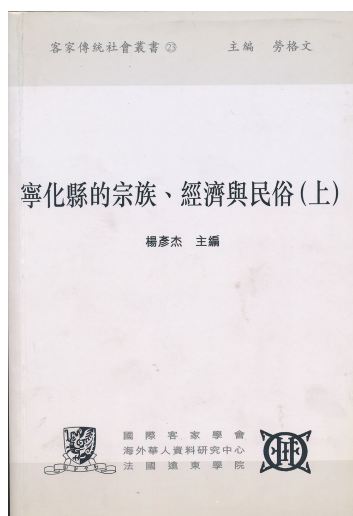 客家傳統社會叢書㉓ 主編 勞格文
寧化縣的宗族、經濟與民俗(上)
楊彥杰 主編
國際客家學會
海外華人資料研究中心
法國遠東學院